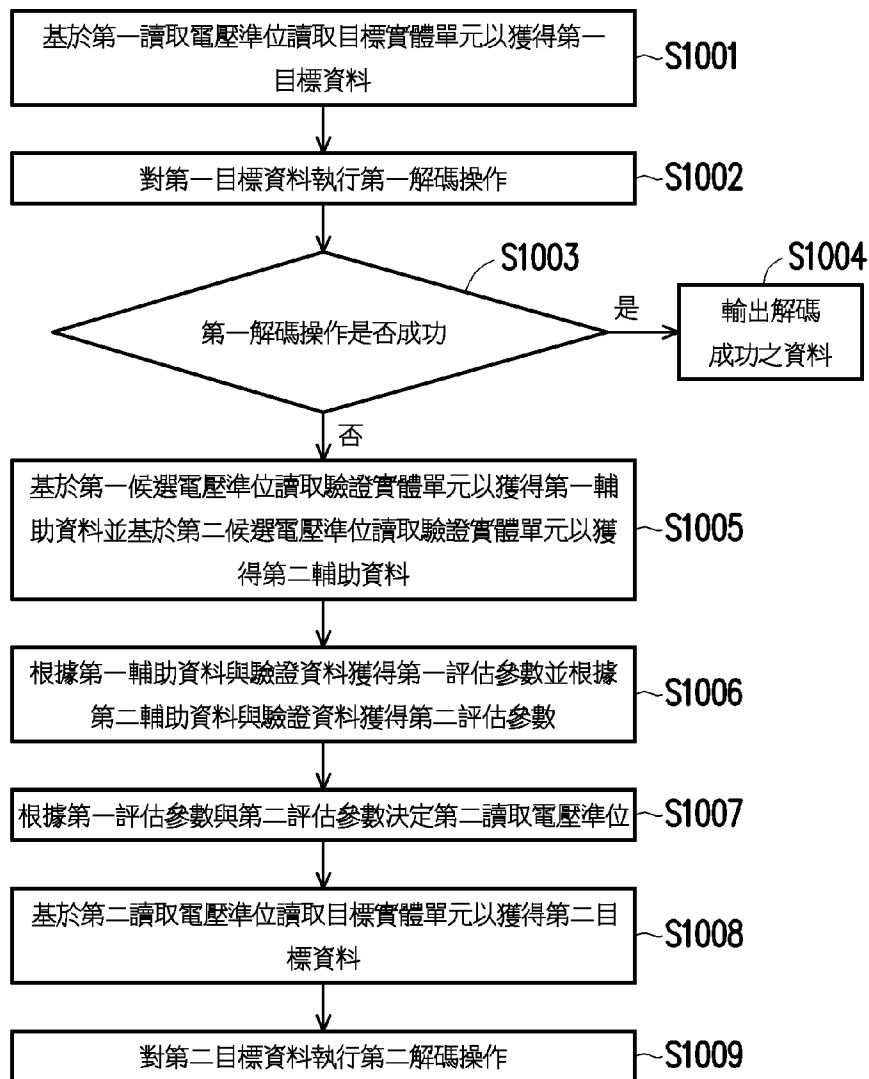 基於第一讀取電壓準位讀取目標實體單元以獲得第一
目標資料
S1001
對第一目標資料執行第一解碼操作
S1002
第一解碼操作是否成功
S1003
是
S1004
輸出解碼
成功之資料
否
基於第一候選電壓準位讀取驗證實體單元以獲得第一輔
助資料並基於第二候選電壓準位讀取驗證實體單元以獲
得第二輔助資料
S1005
根據第一輔助資料與驗證資料獲得第一評估參數並根據
第二輔助資料與驗證資料獲得第二評估參數
S1006
根據第一評估參數與第二評估參數決定第二讀取電壓準位
S1007
基於第二讀取電壓準位讀取目標實體單元以獲得第二目
標資料
S1008
對第二目標資料執行第二解碼操作
S1009